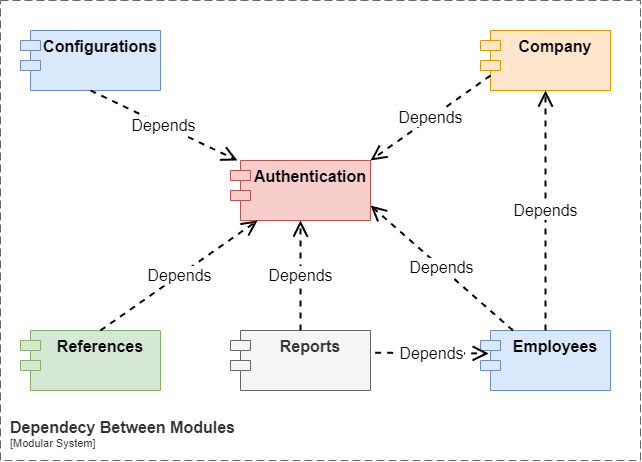 Configurations
Company
Depends
Depends
Authentication
Depends
Depends
Depends
Depends
References
Reports
Depends
Employees
Dependecy Between Modules
[Modular System]